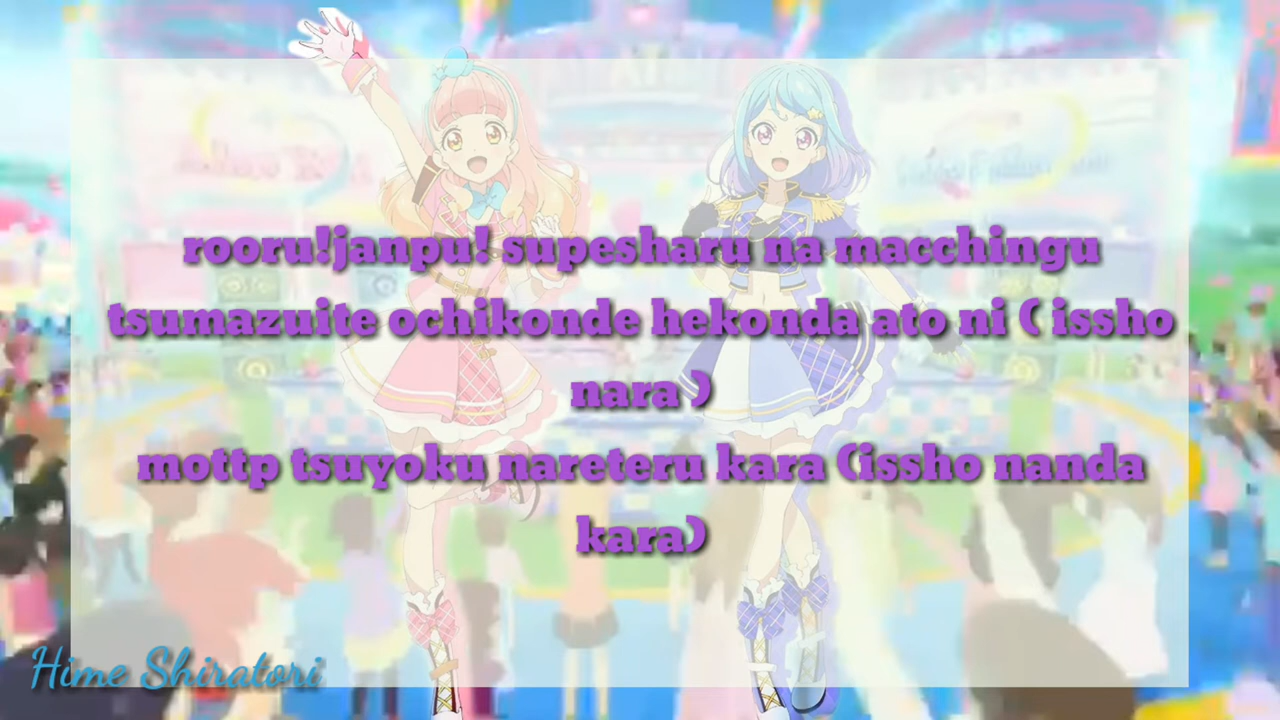 rooru!janpu! supesharu na macchingu
tsumazuite ochikonde hekonda ato ni ( issho
nara )
mottp tsuyoku nareteru kara (issho nanda
kara)
Hime Shiratori